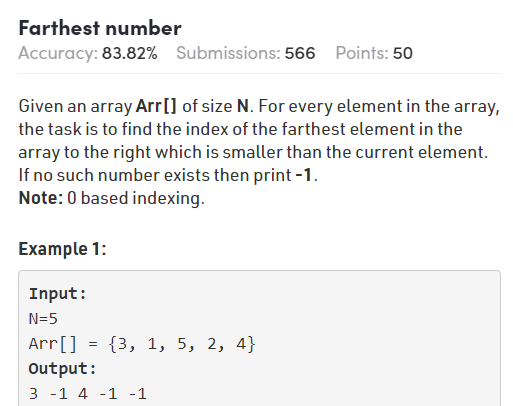 Farthest number
Accuracy: 83.82% Submissions: 566 Points: 50
Given an array Arr[] of size N. For every element in the array,
the task is to find the index of the farthest element in the
array to the right which is smaller than the current element.
If no such number exists then print -1.
Note: 0 based indexing.
Example 1:
Input:
N=5
Arr[] = {3, 1, 5, 2, 4}
Output:
3 -1 4 -1 -1